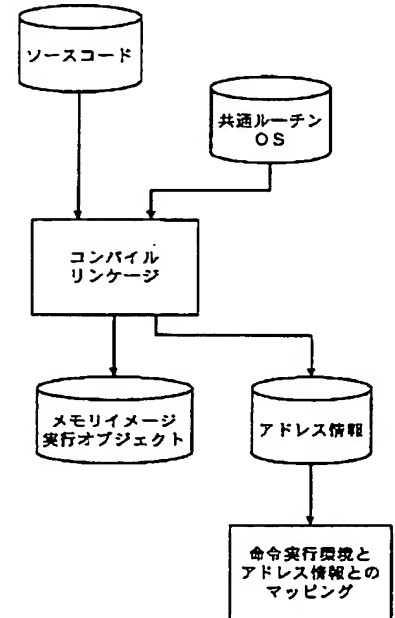 ソースコード
共通ルーチン
OS
コンパイル
リンケージ
メモリイメージ
実行オブジェクト
アドレス情報
命令実行環境と
アドレス情報との
マッピング